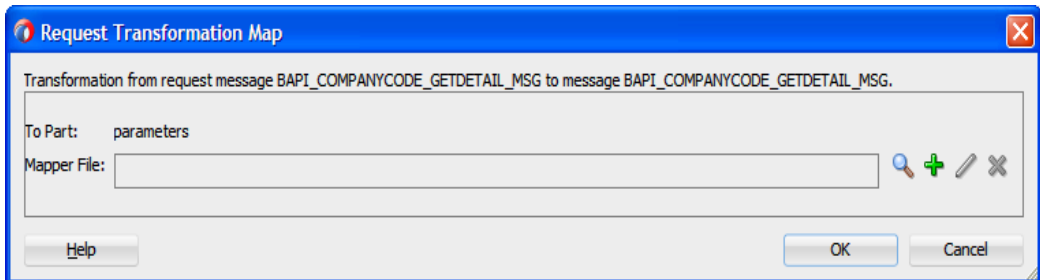 Request Transformation Map
Transformation from request message BAPI_COMPANYCODE_GETDETAIL_MSG to message BAPI_COMPANYCODE_GETDETAIL_MSG.
To Part: parameters
Mapper File:
Help OK Cancel